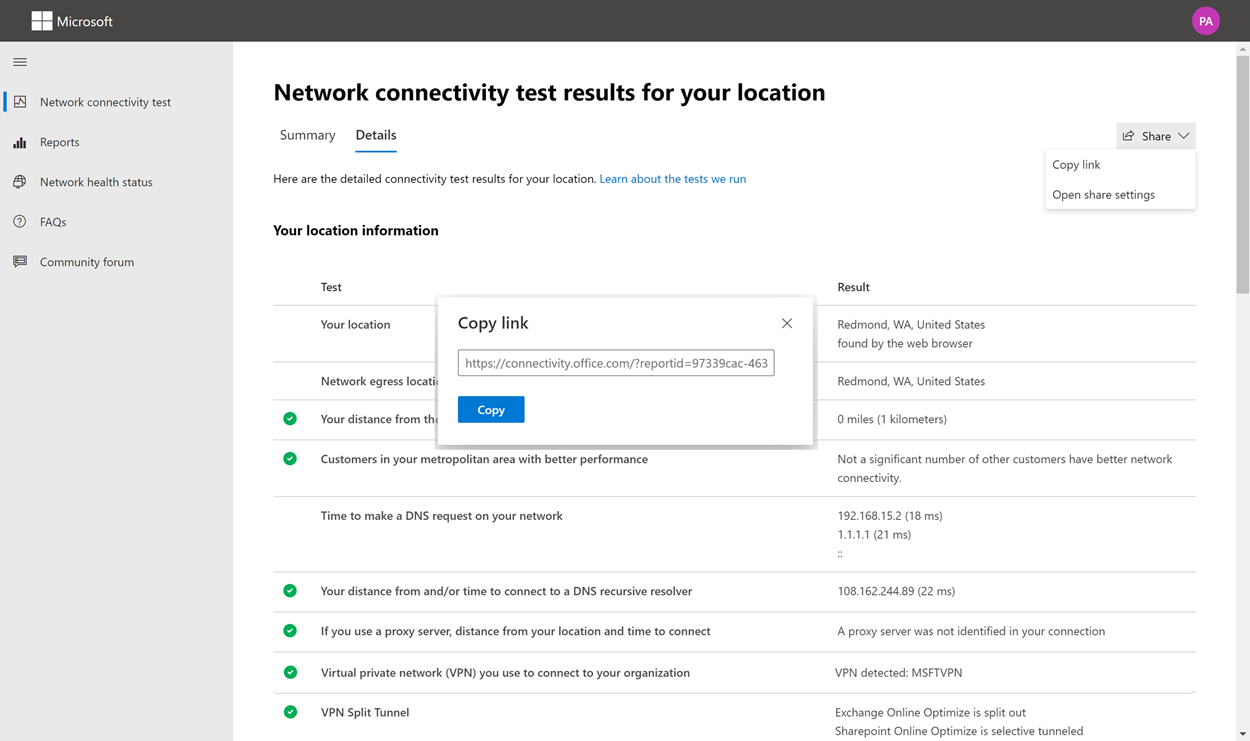 Microsoft
PA
Network connectivity test
Reports
Network health status
FAQs
Community forum
Network connectivity test results for your location
Summary Details
Share
Copy link
Open share settings
Here are the detailed connectivity test results for your location. Learn about the tests we run
Your location information
Test Result
Your location
Redmond, WA, United States
found by the web browser
Network egress Redmond, WA, United States
Your distance from 0 miles (1 kilometers)
Copy link
https://connectivity.office.com/?reportid=97339cac-463
Copy
Customers in your metropolitan area with better performance
Not a significant number of other customers have better network
connectivity.
Time to make a DNS request on your network
192.168.15.2 (18 ms)
1.1.1.1 (21 ms)
::
Your distance from and/or time to connect to a DNS recursive resolver 108.162.244.89 (22 ms)
If you use a proxy server, distance from your location and time to connect A proxy server was not identified in your connection
Virtual private network (VPN) you use to connect to your organization VPN detected: MSFTVPN
VPN Split Tunnel
Exchange Online Optimize is split out
Sharepoint Online Optimize is selective tunneled